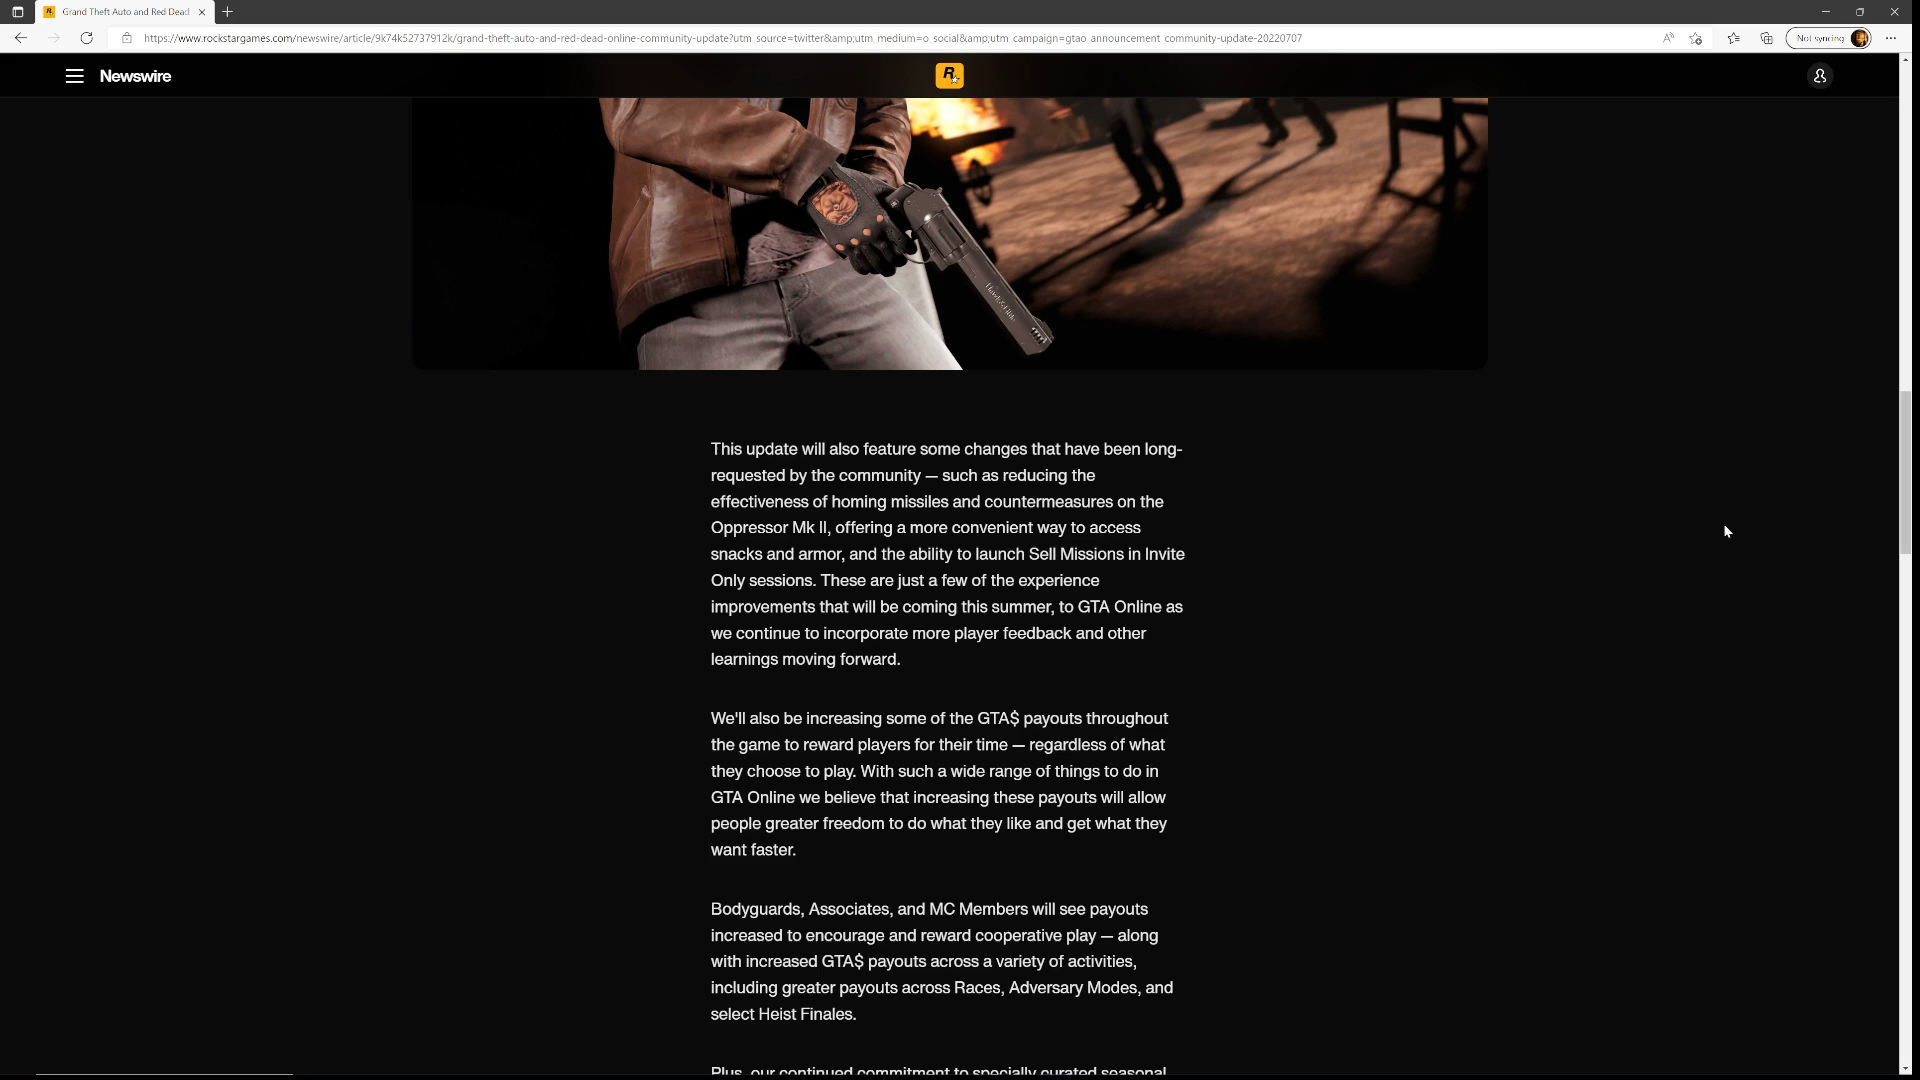 Grand Theft Auto and Red Dead
https://www.rockstargames.com/newswire/article/9k74k52737912k/grand-theft-auto-and-red-dead-online-community-update?utm_source=twitter&amp;utm_medium=o_social&amp;utm_campaign=gtao_announcement_community-update-20220707
Not syncing
Newswire
R
This update will also feature some changes that have been long-
requested by the community — such as reducing the
effectiveness of homing missiles and countermeasures on the
Oppressor Mk II, offering a more convenient way to access
snacks and armor, and the ability to launch Sell Missions in Invite
Only sessions. These are just a few of the experience
improvements that will be coming this summer, to GTA Online as
we continue to incorporate more player feedback and other
learnings moving forward.
We'll also be increasing some of the GTA$ payouts throughout
the game to reward players for their time — regardless of what
they choose to play. With such a wide range of things to do in
GTA Online we believe that increasing these payouts will allow
people greater freedom to do what they like and get what they
want faster.
Bodyguards, Associates, and MC Members will see payouts
increased to encourage and reward cooperative play — along
with increased GTA$ payouts across a variety of activities,
including greater payouts across Races, Adversary Modes, and
select Heist Finales.
Plus, our continued commitment to specially curated seasonal